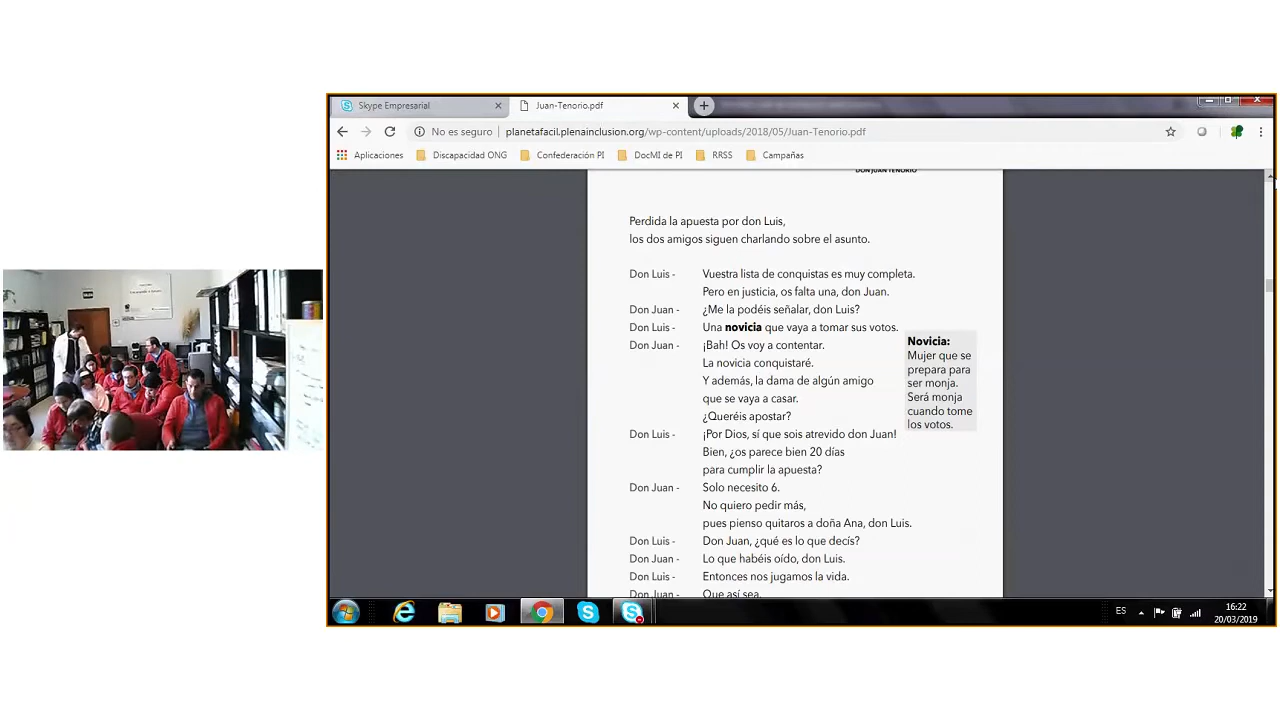 Skype Empresarial
Juan-Tenorio.pdf
No es seguro
planetafacil.plenainclusion.org/wp-content/uploads/2018/05/Juan-Tenorio.pdf
Aplicaciones
Discapacidad ONG
Confederación PI
DocMI de PI
RRSS
Campañas
DON JUAN TENORIO
Perdida la apuesta por don Luis,
los dos amigos siguen charlando sobre el asunto.
Don Luis - Vuestra lista de conquistas es muy completa.
Pero en justicia, os falta una, don Juan.
Don Juan - ¿Me la podéis señalar, don Luis?
Don Luis - Una novicia que vaya a tomar sus votos.
Don Juan - ¡Bah! Os voy a contentar.
La novicia conquistaré.
Y además, la dama de algún amigo
que se vaya a casar.
¿Queréis apostar?
Don Luis - ¡Por Dios, sí que sois atrevido don Juan!
Bien, ¿os parece bien 20 días
para cumplir la apuesta?
Don Juan - Solo necesito 6.
No quiero pedir más,
pues pienso quitaros a doña Ana, don Luis.
Don Luis - Don Juan, ¿qué es lo que decís?
Don Juan - Lo que habéis oído, don Luis.
Don Luis - Entonces nos jugamos la vida.
Don Juan - Que así sea.
Novicia:
Mujer que se
prepara para
ser monja.
Será monja
cuando tome
los votos.
ES
16:22
20/03/2019